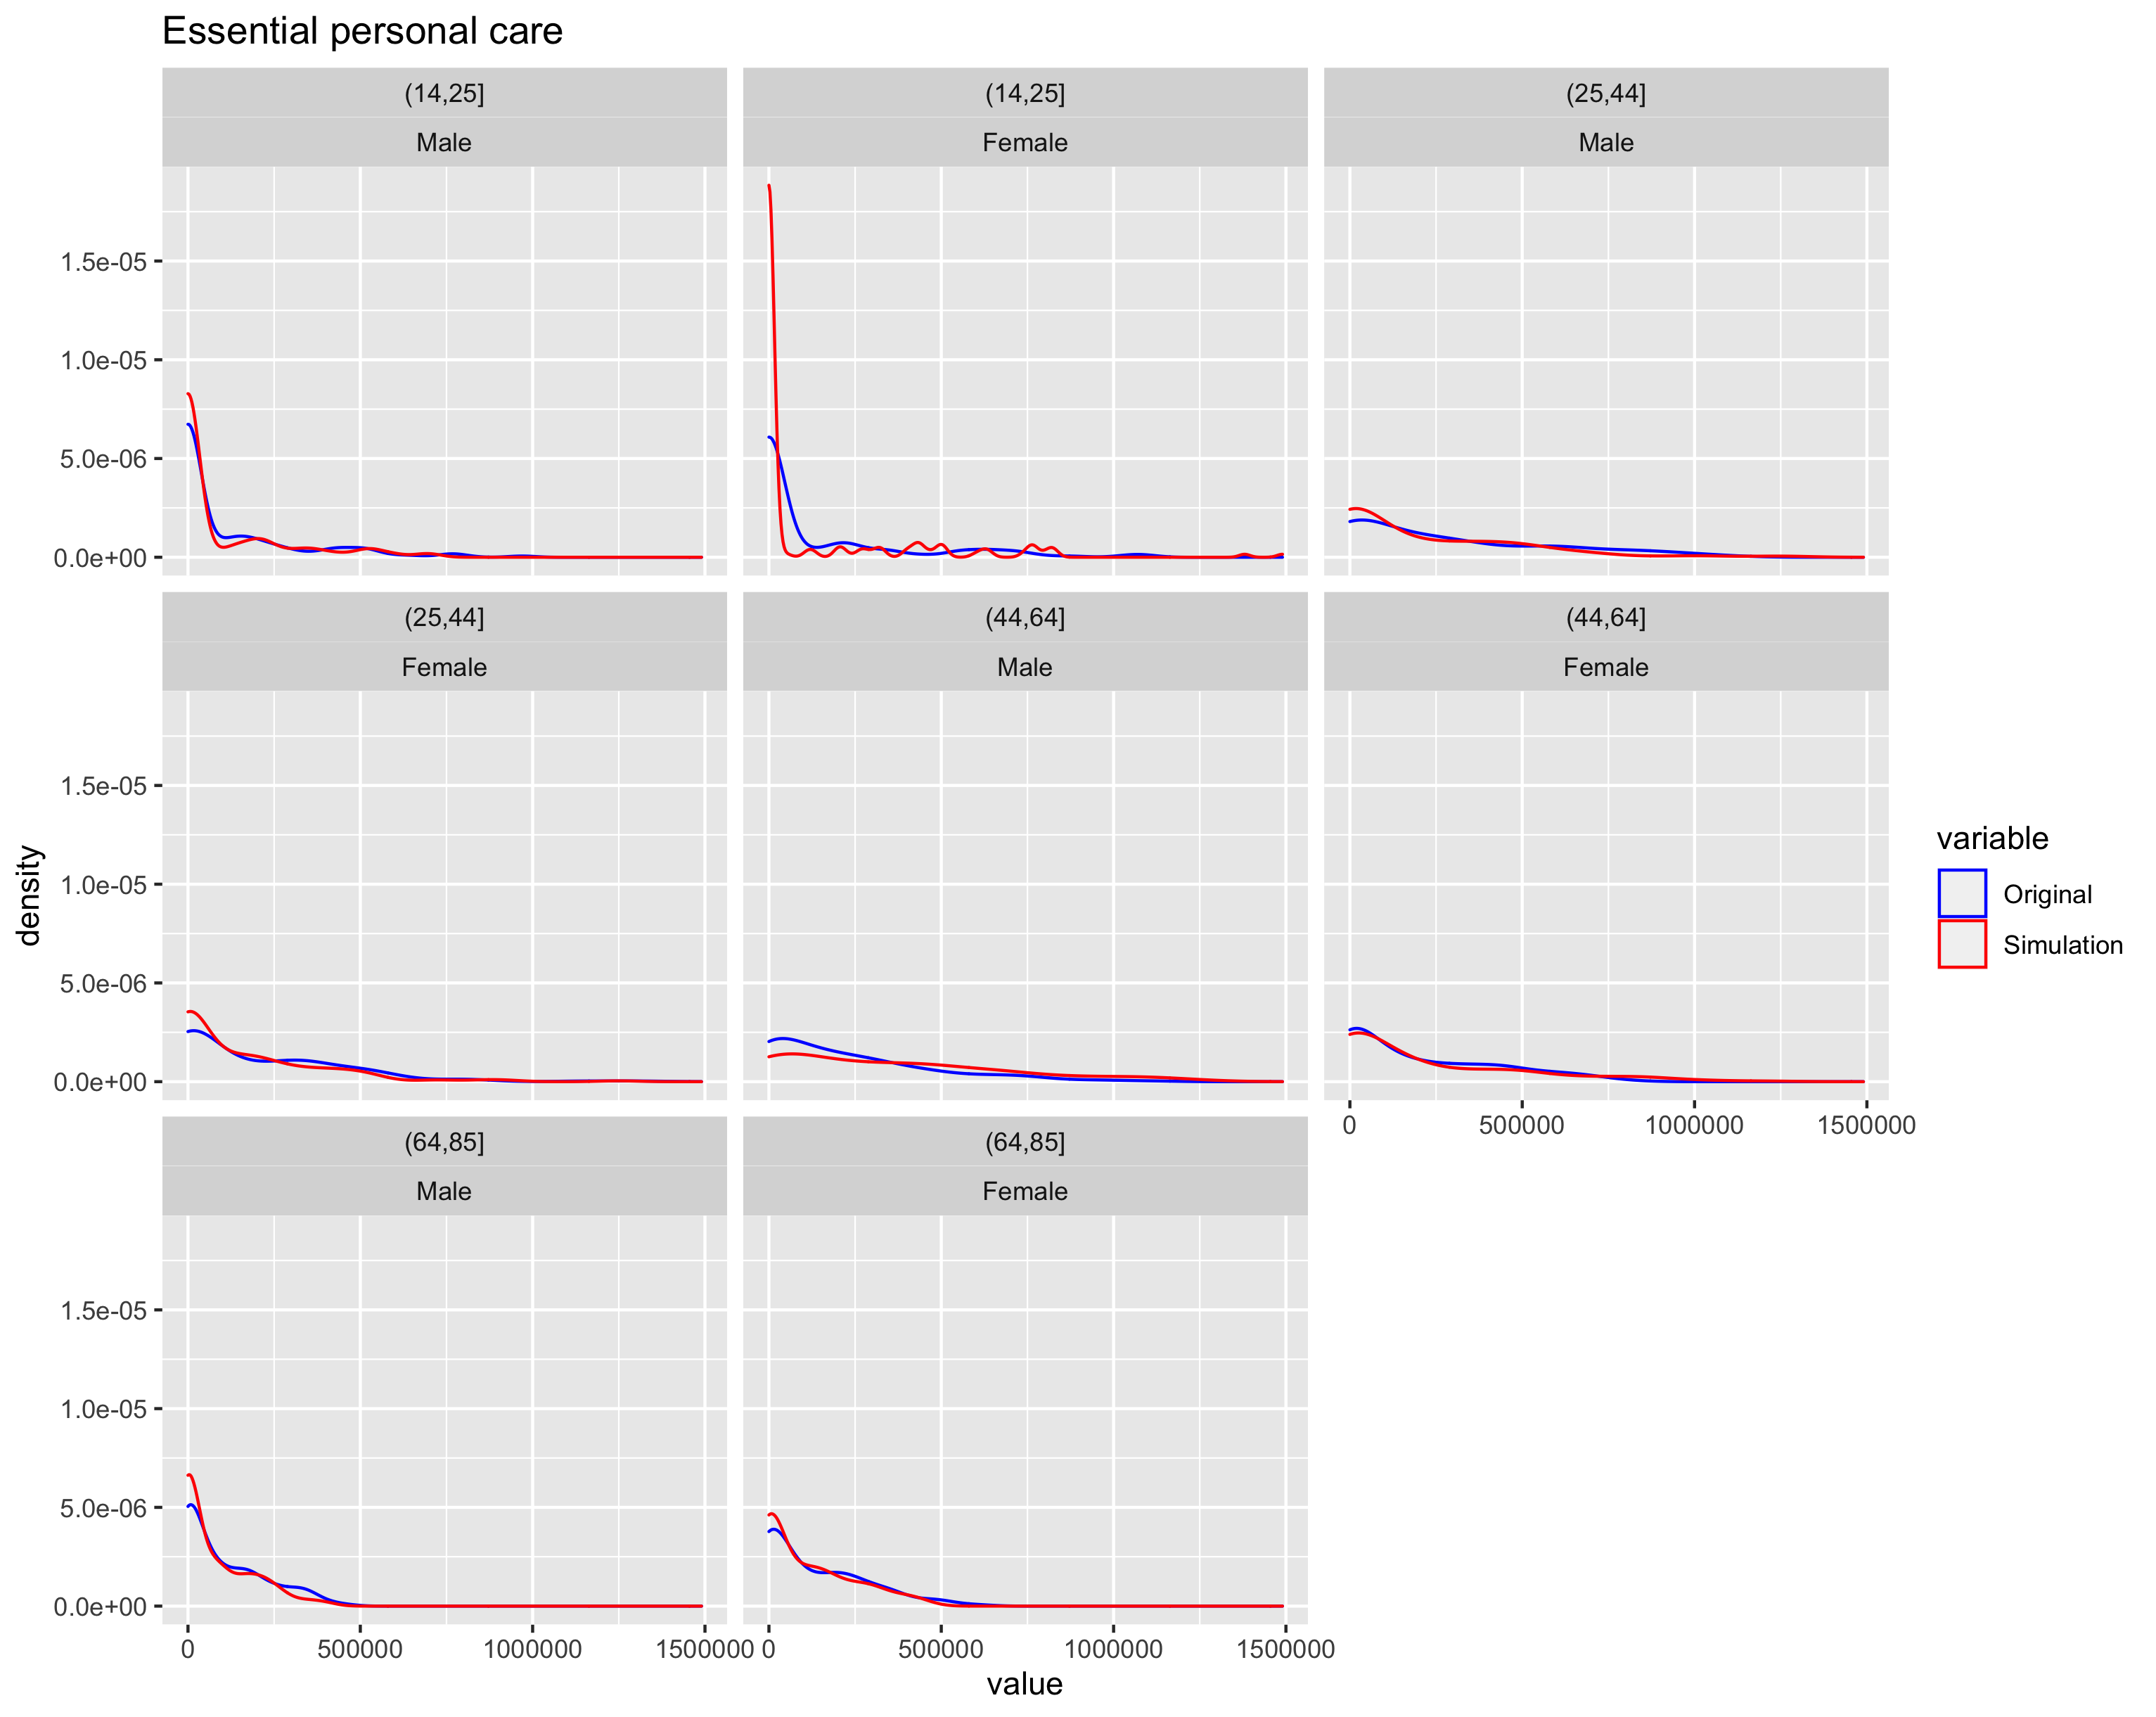 Essential personal care
(14,25]
(14,25]
(25,44]
Male
Female
Male
1.5e-05
1.0e-05
5.0e-06
0.0e+00
(25,44]
(44,64]
(44,64]
Female
Male
Female
1.5e-05
1.0e-05
5.0e-06
0.0e+00
0
500000
1000000
1500000
(64,85]
(64,85]
Male
Female
1.5e-05
1.0e-05
5.0e-06
0.0e+00
0
500000
1000000
1500000
0
500000
1000000
1500000
value
density
variable
Original
Simulation